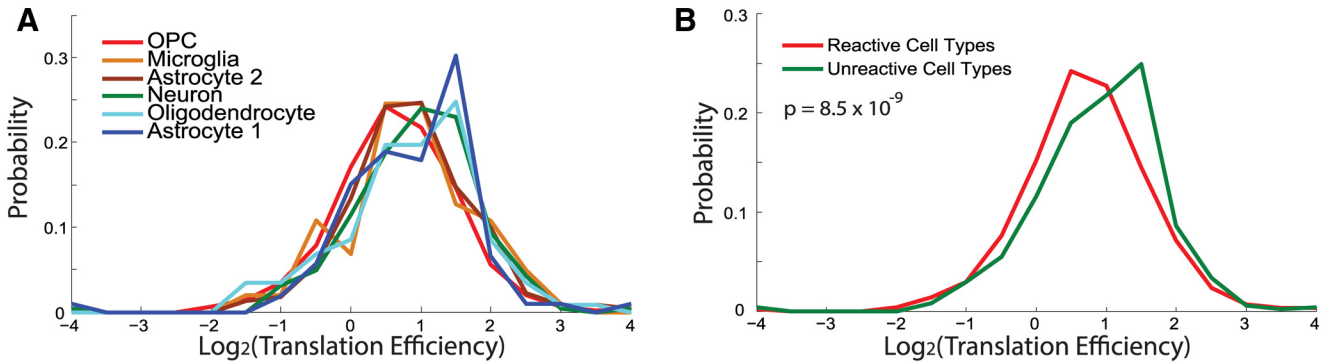 A
0.3
0.2
0.1
0
Probability
OPC
Microglia
Astrocyte 2
Neuron
Oligodendrocyte
Astrocyte 1
−4 −3 −2 −1 0 1 2 3 4
Log₂(Translation Efficiency)
B
0.3
0.2
0.1
0
Probability
Reactive Cell Types
Unreactive Cell Types
p = 8.5 x 10⁻⁹
−4 −3 −2 −1 0 1 2 3 4
Log₂(Translation Efficiency)